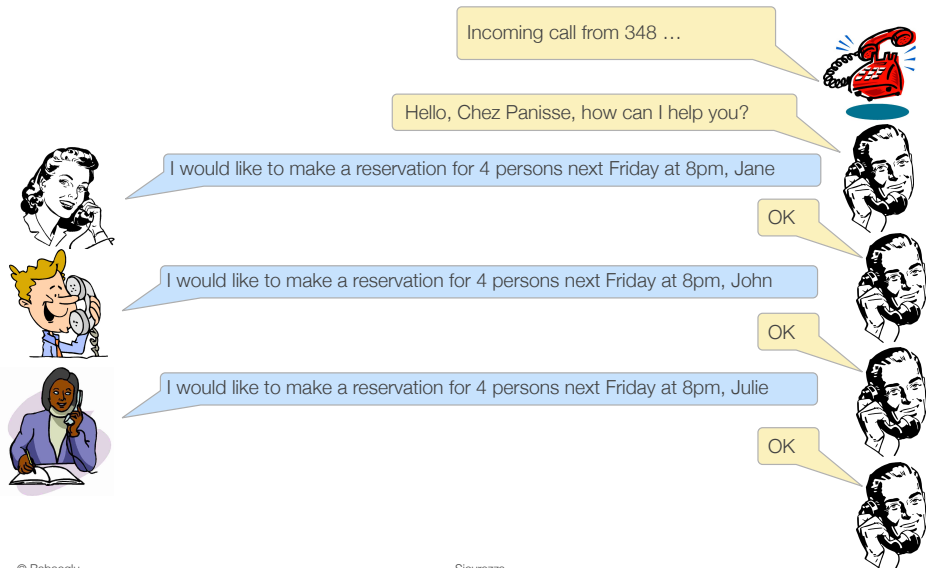 Incoming call from 348 …
Hello, Chez Panisse, how can I help you?
I would like to make a reservation for 4 persons next Friday at 8pm, Jane
OK
I would like to make a reservation for 4 persons next Friday at 8pm, John
OK
I would like to make a reservation for 4 persons next Friday at 8pm, Julie
OK